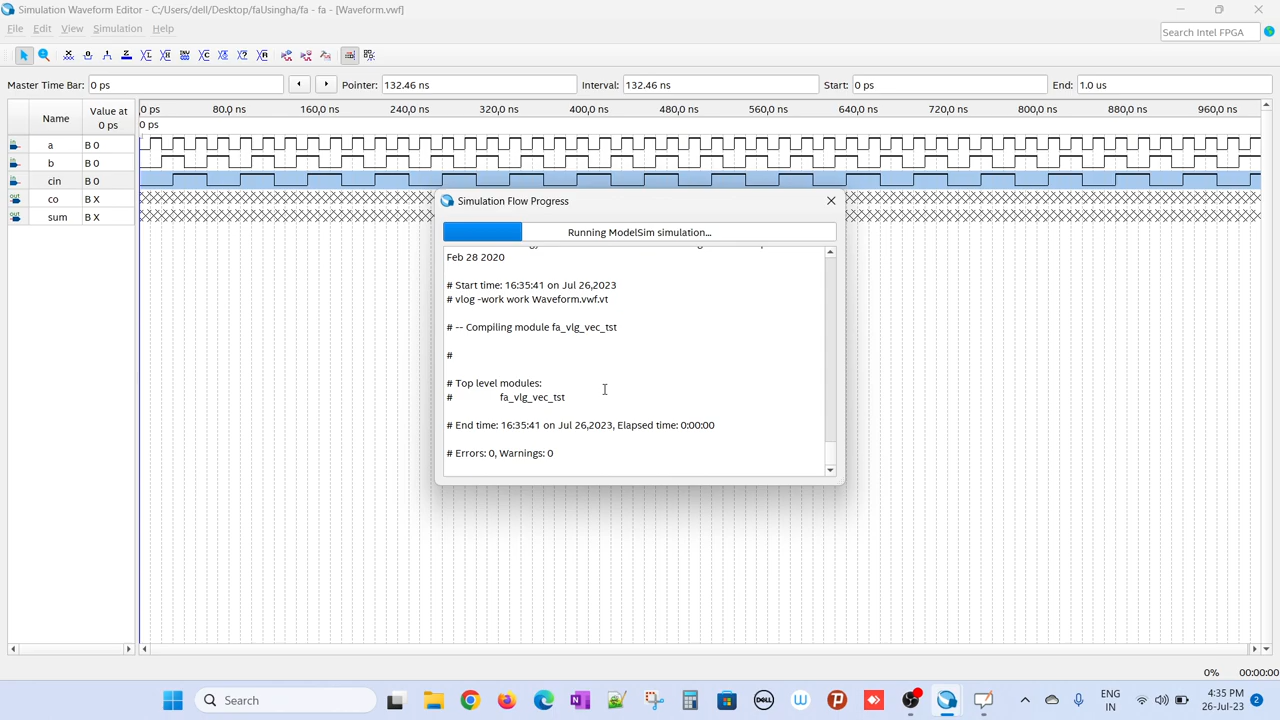 Simulation Waveform Editor - C:/Users/dell/Desktop/faUsingha/fa - fa - [Waveform.vwf]
File Edit View Simulation Help
Search Intel FPGA
Master Time Bar: 0 ps Pointer: 132.46 ns Interval: 132.46 ns Start: 0 ps End: 1.0 us
Name Value at
0 ps
0 ps 80.0 ns 160.0 ns 240.0 ns 320.0 ns 400.0 ns 480.0 ns 560.0 ns 640.0 ns 720.0 ns 800.0 ns 880.0 ns 960.0 ns
0 ps
a B 0
b B 0
cin B 0
co B X
sum B X
Simulation Flow Progress
Running ModelSim simulation...
Feb 28 2020
# Start time: 16:35:41 on Jul 26,2023
# vlog -work work Waveform.vwf.vt
# -- Compiling module fa_vlg_vec_tst
#
# Top level modules:
# fa_vlg_vec_tst
# End time: 16:35:41 on Jul 26,2023, Elapsed time: 0:00:00
# Errors: 0, Warnings: 0
0% 00:00:00
Search
DELL
ENG
IN
4:35 PM
26-Jul-23
2